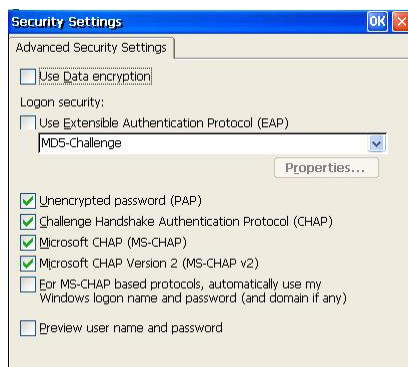 Security Settings OK
Advanced Security Settings
Use Data encryption
Logon security:
Use Extensible Authentication Protocol (EAP)
MD5-Challenge
Properties...
Unencrypted password (PAP)
Challenge Handshake Authentication Protocol (CHAP)
Microsoft CHAP (MS-CHAP)
Microsoft CHAP Version 2 (MS-CHAP v2)
For MS-CHAP based protocols, automatically use my
Windows logon name and password (and domain if any)
Preview user name and password